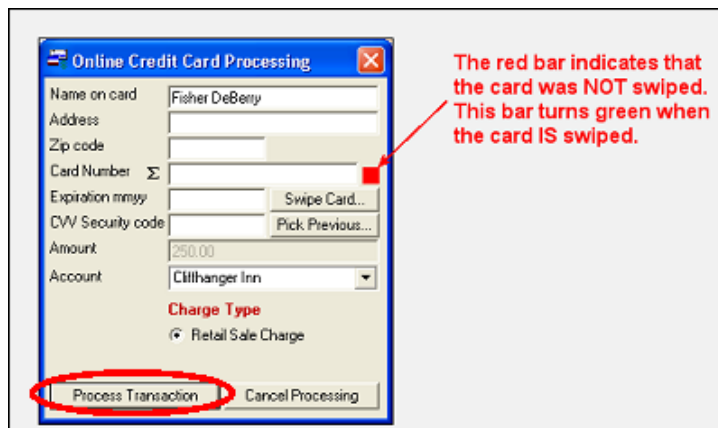 Online Credit Card Processing
The red bar indicates that
the card was NOT swiped.
This bar turns green when
the card IS swiped.
Name on card Fisher DeBerry
Address
Zip code
Card Number Σ
Expiration mmyy Swipe Card...
CVV Security code Pick Previous...
Amount 250.00
Account Cliffhanger Inn
Charge Type
Retail Sale Charge
Process Transaction Cancel Processing